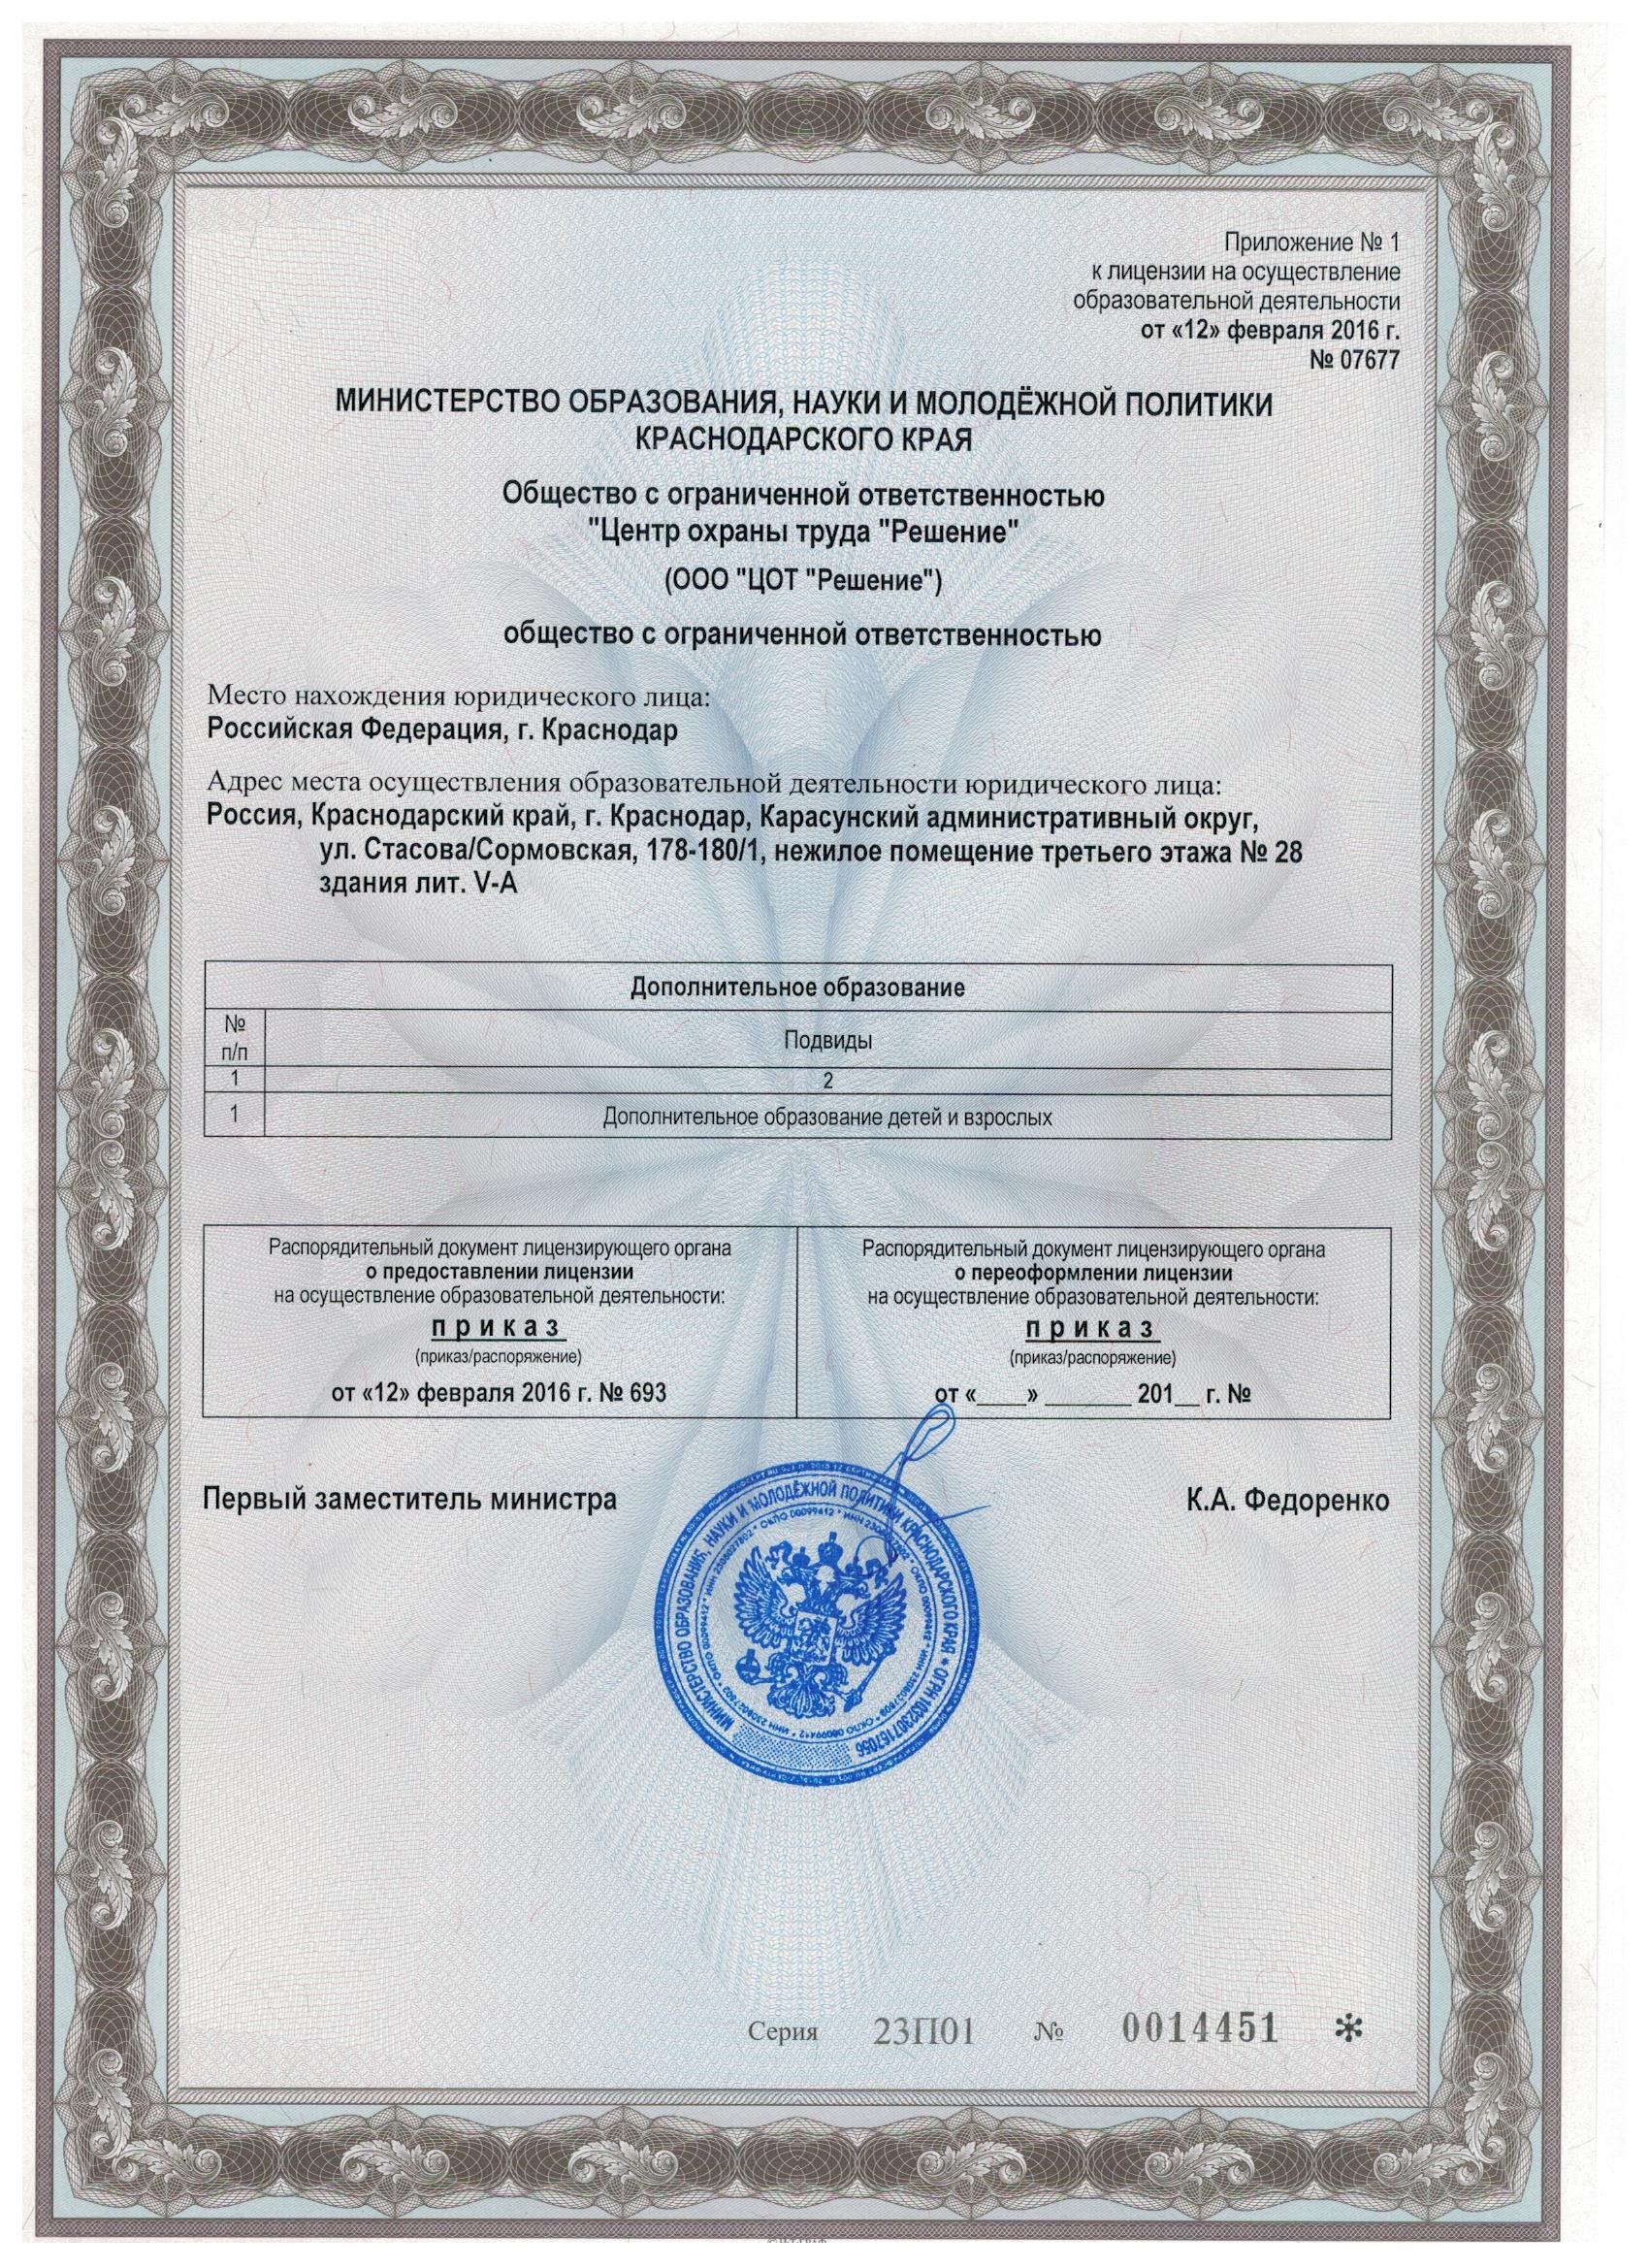 Приложение № 1
к лицензии на осуществление
образовательной деятельности
от «12» февраля 2016 г.
№ 07677
МИНИСТЕРСТВО ОБРАЗОВАНИЯ, НАУКИ И МОЛОДЁЖНОЙ ПОЛИТИКИ
КРАСНОДАРСКОГО КРАЯ
Общество с ограниченной ответственностью
"Центр охраны труда "Решение"
(ООО "ЦОТ "Решение")
общество с ограниченной ответственностью
Место нахождения юридического лица:
Российская Федерация, г. Краснодар
Адрес места осуществления образовательной деятельности юридического лица:
Россия, Краснодарский край, г. Краснодар, Карасунский административный округ,
ул. Стасова/Сормовская, 178-180/1, нежилое помещение третьего этажа № 28
здания лит. V-А
Дополнительное образование
№
п/п
Подвиды
1 2
1 Дополнительное образование детей и взрослых
Распорядительный документ лицензирующего органа
о предоставлении лицензии
на осуществление образовательной деятельности:
приказ
(приказ/распоряжение)
от «12» февраля 2016 г. № 693
Распорядительный документ лицензирующего органа
о переоформлении лицензии
на осуществление образовательной деятельности:
приказ
(приказ/распоряжение)
от «____» _______ 201__ г. №
Первый заместитель министра
К.А. Федоренко
МИНИСТЕРСТВО ОБРАЗОВАНИЯ, НАУКИ И МОЛОДЁЖНОЙ ПОЛИТИКИ КРАСНОДАРСКОГО КРАЯ * ОГРН 1032307167056
Серия 23П01 № 0014451 *